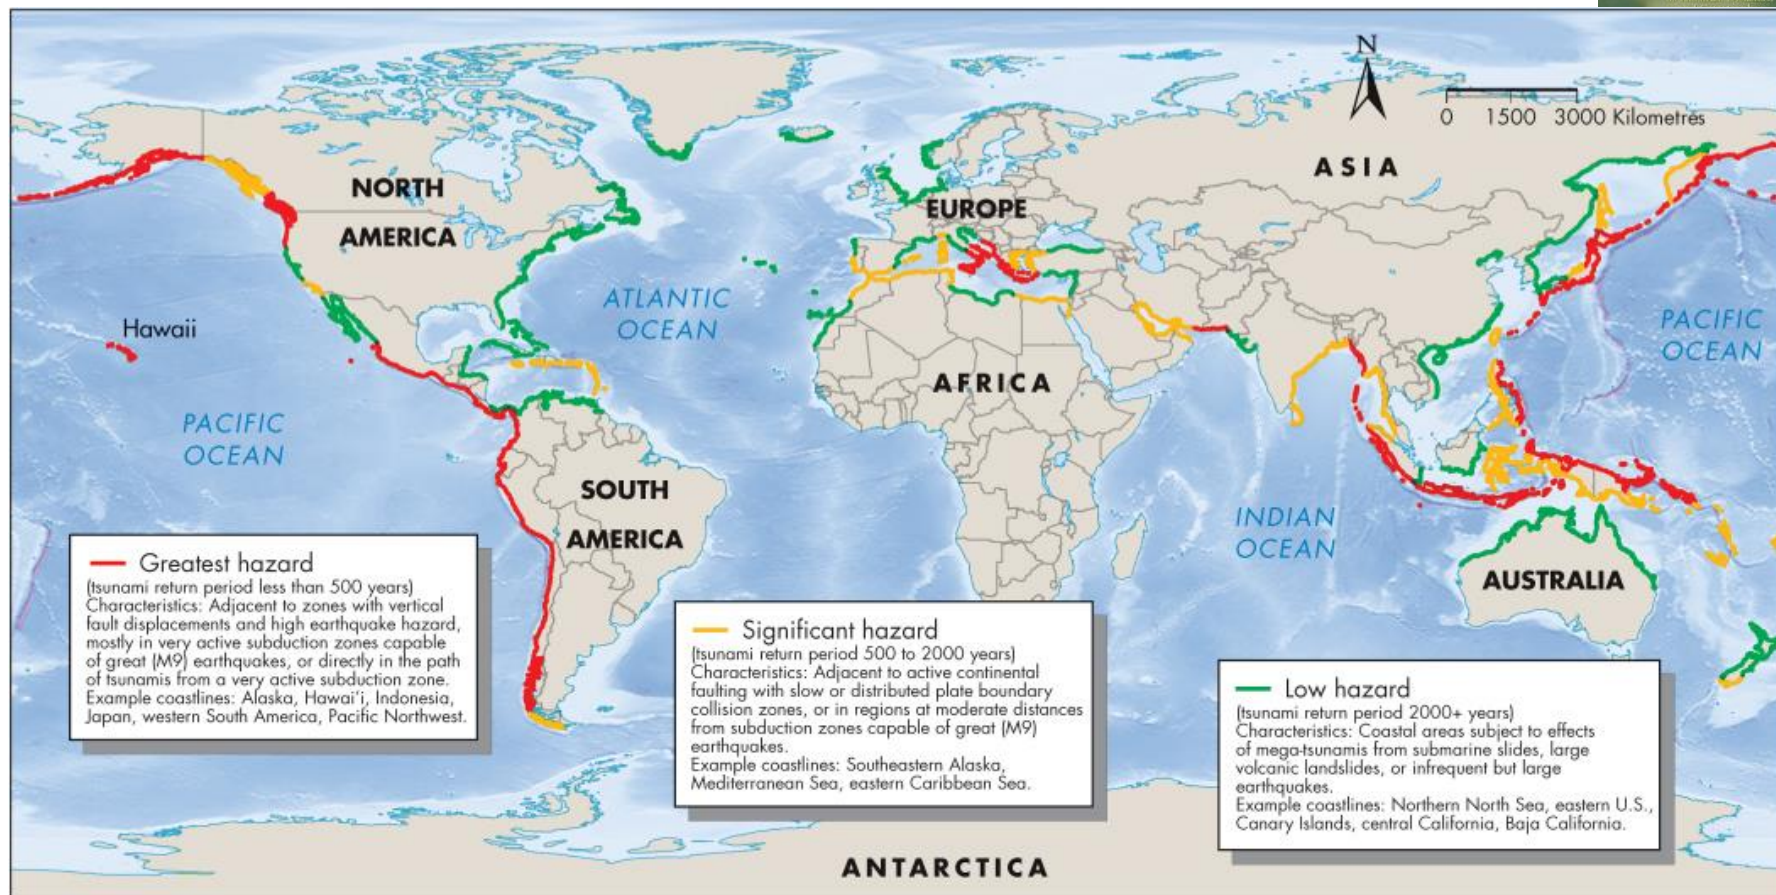 N
0 1500 3000 Kilometres
ASIA
NORTH
AMERICA
EUROPE
ATLANTIC
OCEAN
Hawaii
PACIFIC
OCEAN
AFRICA
PACIFIC
OCEAN
SOUTH
AMERICA
INDIAN
OCEAN
AUSTRALIA
Greatest hazard
(tsunami return period less than 500 years)
Characteristics: Adjacent to zones with vertical
fault displacements and high earthquake hazard,
mostly in very active subduction zones capable
of great (M9) earthquakes, or directly in the path
of tsunamis from a very active subduction zone.
Example coastlines: Alaska, Hawai'i, Indonesia,
Japan, western South America, Pacific Northwest.
Significant hazard
(tsunami return period 500 to 2000 years)
Characteristics: Adjacent to active continental
faulting with slow or distributed plate boundary
collision zones, or in regions at moderate distances
from subduction zones capable of great (M9)
earthquakes.
Example coastlines: Southeastern Alaska,
Mediterranean Sea, eastern Caribbean Sea.
Low hazard
(tsunami return period 2000+ years)
Characteristics: Coastal areas subject to effects
of mega-tsunamis from submarine slides, large
volcanic landslides, or infrequent but large
earthquakes.
Example coastlines: Northern North Sea, eastern U.S.,
Canary Islands, central California, Baja California.
ANTARCTICA